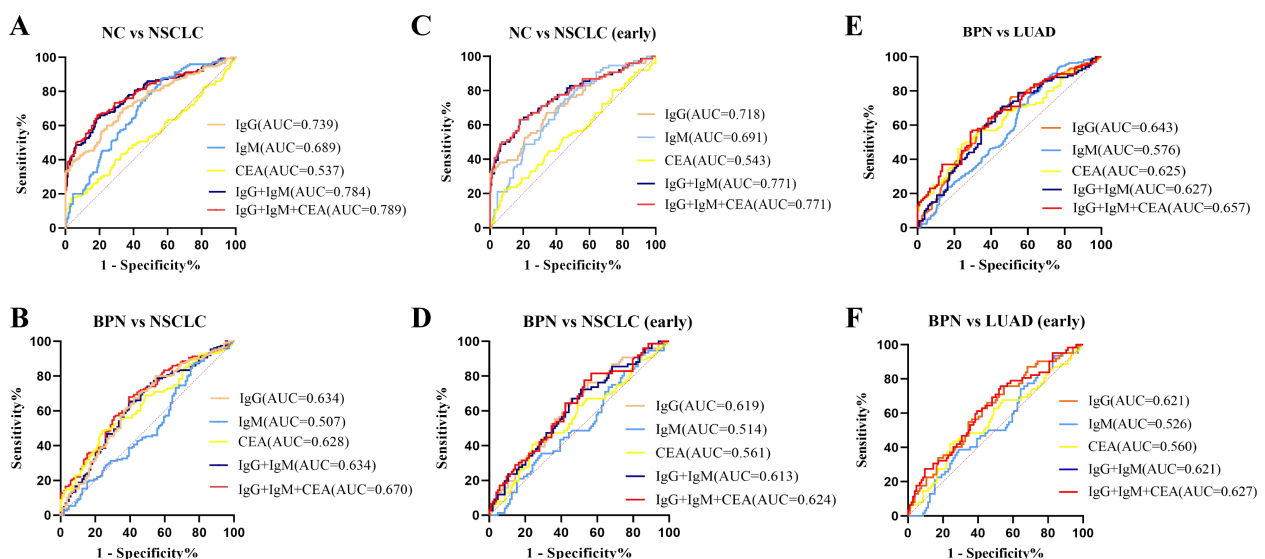 A
NC vs NSCLC
Sensitivity%
100
80
60
40
20
0
0 20 40 60 80 100
1 - Specificity%
IgG(AUC=0.739)
IgM(AUC=0.689)
CEA(AUC=0.537)
IgG+IgM(AUC=0.784)
IgG+IgM+CEA(AUC=0.789)
C
NC vs NSCLC (early)
Sensitivity%
100
80
60
40
20
0
0 20 40 60 80 100
1 - Specificity%
IgG(AUC=0.718)
IgM(AUC=0.691)
CEA(AUC=0.543)
IgG+IgM(AUC=0.771)
IgG+IgM+CEA(AUC=0.771)
E
BPN vs LUAD
Sensitivity%
100
80
60
40
20
0
0 20 40 60 80 100
1 - Specificity%
IgG(AUC=0.643)
IgM(AUC=0.576)
CEA(AUC=0.625)
IgG+IgM(AUC=0.627)
IgG+IgM+CEA(AUC=0.657)
B
BPN vs NSCLC
Sensitivity%
100
80
60
40
20
0
0 20 40 60 80 100
1 - Specificity%
IgG(AUC=0.634)
IgM(AUC=0.507)
CEA(AUC=0.628)
IgG+IgM(AUC=0.634)
IgG+IgM+CEA(AUC=0.670)
D
BPN vs NSCLC (early)
Sensitivity%
100
80
60
40
20
0
0 20 40 60 80 100
1 - Specificity%
IgG(AUC=0.619)
IgM(AUC=0.514)
CEA(AUC=0.561)
IgG+IgM(AUC=0.613)
IgG+IgM+CEA(AUC=0.624)
F
BPN vs LUAD (early)
Sensitivity%
100
80
60
40
20
0
0 20 40 60 80 100
1 - Specificity%
IgG(AUC=0.621)
IgM(AUC=0.526)
CEA(AUC=0.560)
IgG+IgM(AUC=0.621)
IgG+IgM+CEA(AUC=0.627)